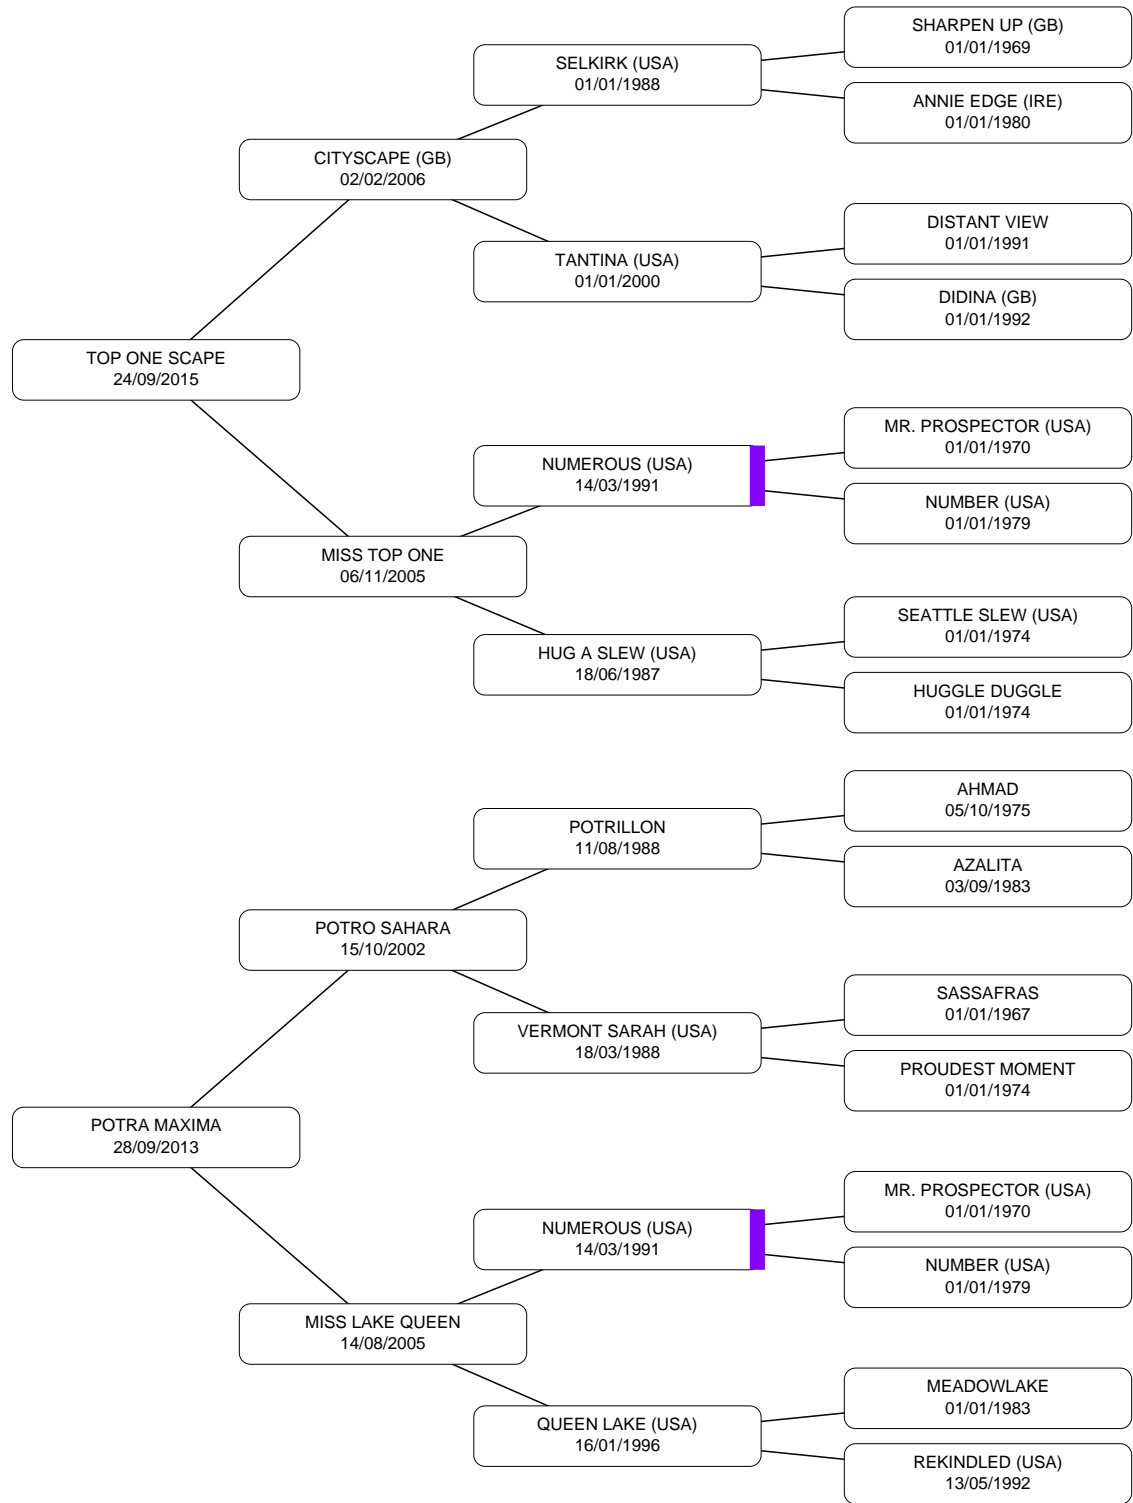 SHARPEN UP (GB)
01/01/1969
SELKIRK (USA)
01/01/1988
ANNIE EDGE (IRE)
01/01/1980
CITYSCAPE (GB)
02/02/2006
DISTANT VIEW
01/01/1991
TANTINA (USA)
01/01/2000
DIDINA (GB)
01/01/1992
TOP ONE SCAPE
24/09/2015
MR. PROSPECTOR (USA)
01/01/1970
NUMEROUS (USA)
14/03/1991
NUMBER (USA)
01/01/1979
MISS TOP ONE
06/11/2005
SEATTLE SLEW (USA)
01/01/1974
HUG A SLEW (USA)
18/06/1987
HUGGLE DUGGLE
01/01/1974
AHMAD
05/10/1975
POTRILLON
11/08/1988
AZALITA
03/09/1983
POTRO SAHARA
15/10/2002
SASSAFRAS
01/01/1967
VERMONT SARAH (USA)
18/03/1988
PROUDEST MOMENT
01/01/1974
POTRA MAXIMA
28/09/2013
MR. PROSPECTOR (USA)
01/01/1970
NUMEROUS (USA)
14/03/1991
NUMBER (USA)
01/01/1979
MISS LAKE QUEEN
14/08/2005
MEADOWLAKE
01/01/1983
QUEEN LAKE (USA)
16/01/1996
REKINDLED (USA)
13/05/1992